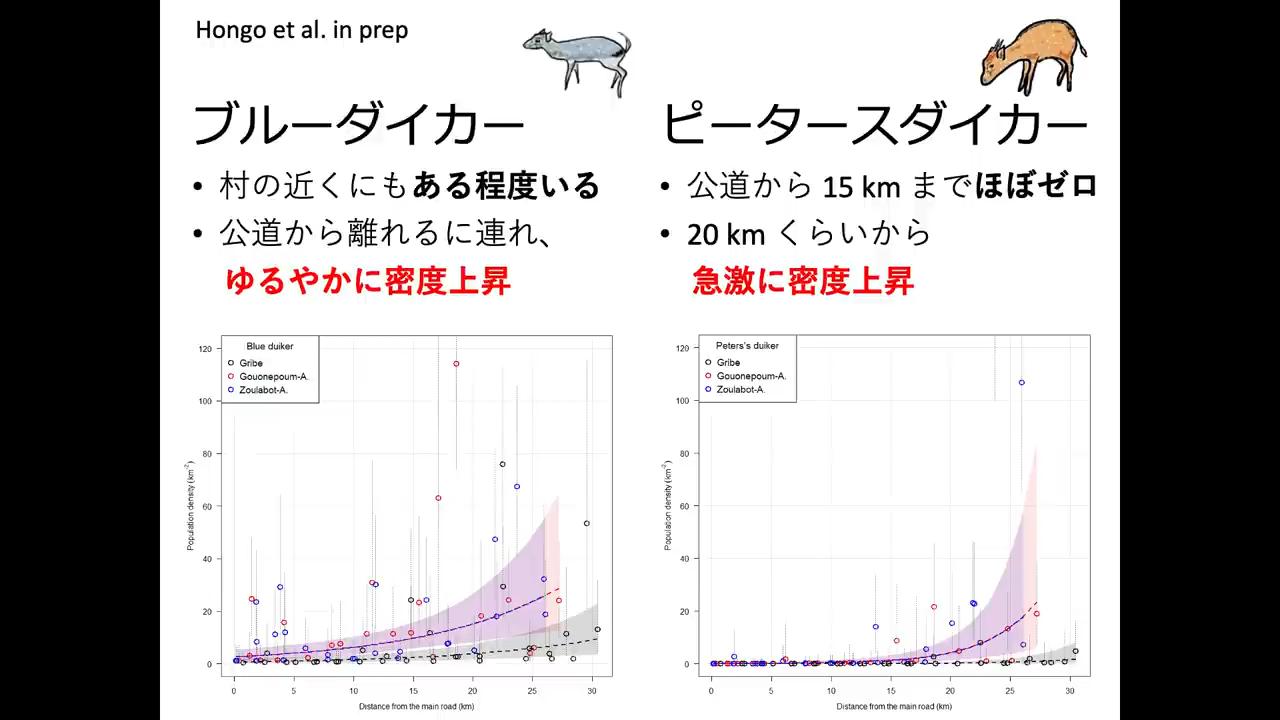 Hongo et al. in prep
ブルーダイカー
• 村の近くにもある程度いる
• 公道から離れるに連れ、
ゆるやかに密度上昇
ピータースダイカー
• 公道から 15 km までほぼゼロ
• 20 km くらいから
急激に密度上昇
Blue duiker
Gribe
Gouonepoum-A.
Zoulabot-A.
Population density (km-2)
120
100
80
60
40
20
0
0 5 10 15 20 25 30
Distance from the main road (km)
Peters's duiker
Gribe
Gouonepoum-A.
Zoulabot-A.
Population density (km-2)
120
100
80
60
40
20
0
0 5 10 15 20 25 30
Distance from the main road (km)